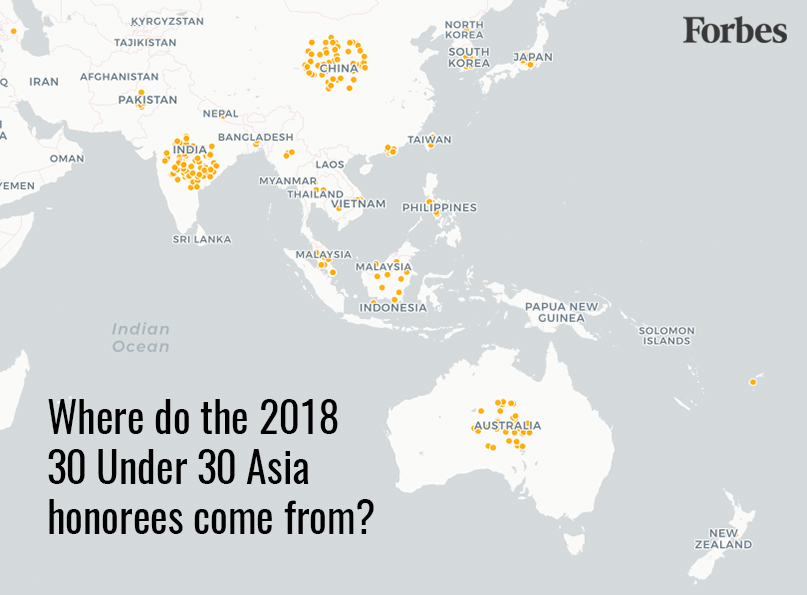 Forbes
KYRGYZSTAN
NORTH
KOREA
TAJIKISTAN
SOUTH
KOREA
JAPAN
CHINA
AFGHANISTAN
Q
IRAN
PAKISTAN
NEPAL
I
A
BANGLADESH
TAIWAN
INDIA
OMAN
LAOS
YEMEN
MYANMAR
THAILAND
VIETNAM
PHILIPPINES
SRI LANKA
MALAYSIA
MALAYSIA
INDONESIA
PAPUA NEW
GUINEA
Indian
Ocean
SOLOMON
ISLANDS
Where do the 2018
30 Under 30 Asia
honorees come from?
AUSTRALIA
NEW
ZEALAND